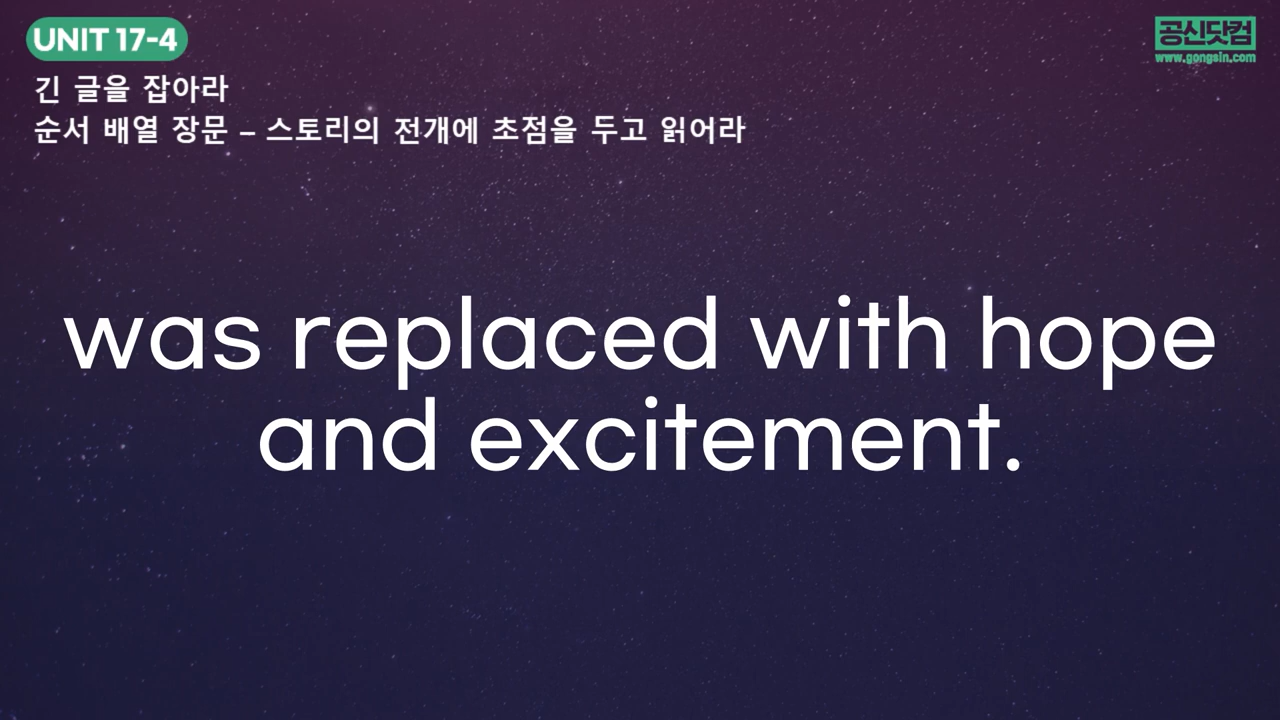 UNIT 17-4
공신닷컴
www.gongsin.com
긴 글을 잡아라
순서 배열 장문 – 스토리의 전개에 초점을 두고 읽어라
was replaced with hope
and excitement.